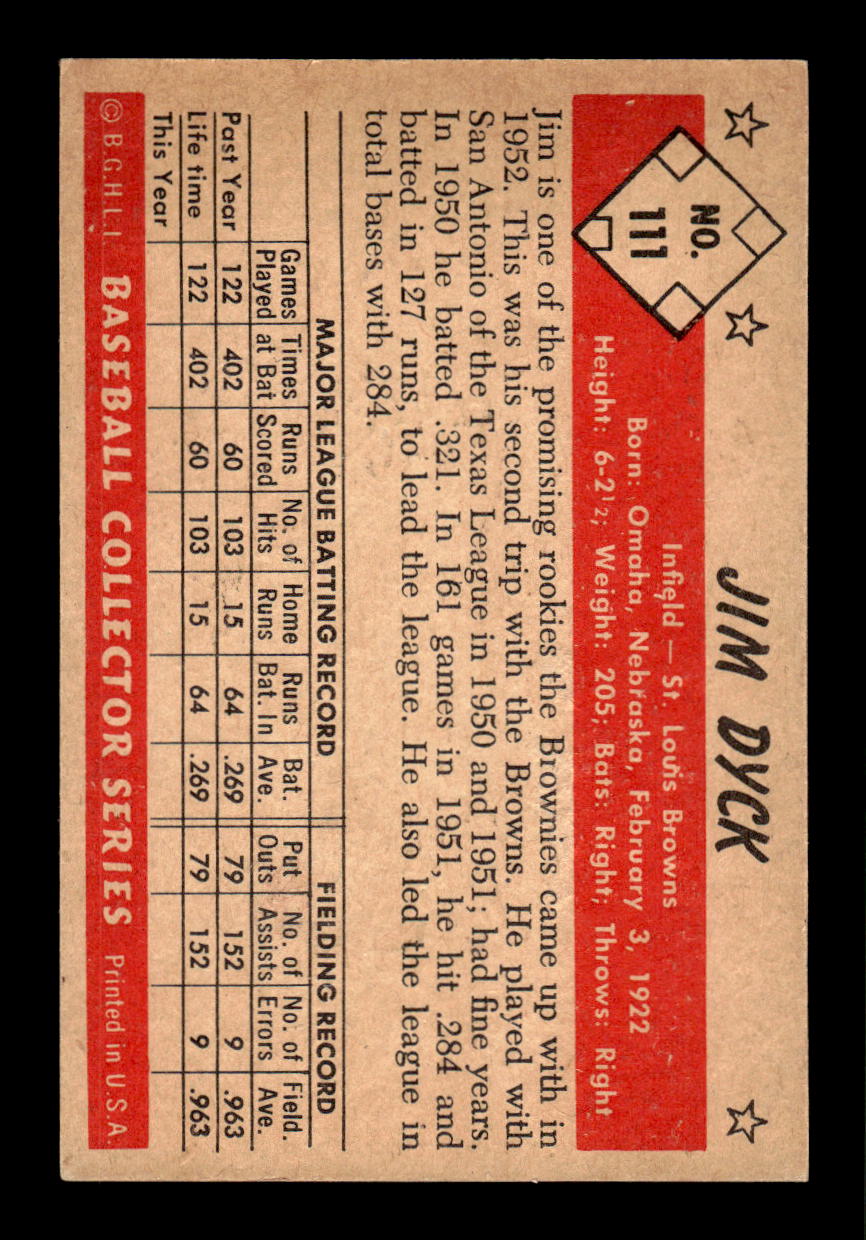 JIM DYCK
NO.
111
Infield — St. Louis Browns
Born: Omaha, Nebraska, February 3, 1922
Height: 6-2½; Weight: 205; Bats: Right; Throws: Right
Jim is one of the promising rookies the Brownies came up with in
1952. This was his second trip with the Browns. He played with
San Antonio of the Texas League in 1950 and 1951; had fine years.
In 1950 he batted .321. In 161 games in 1951, he hit .284 and
batted in 127 runs, to lead the league. He also led the league in
total bases with 284.
MAJOR LEAGUE BATTING RECORD FIELDING RECORD
Games Times Runs No. of Home Runs Bat. Put No. of No. of Field.
Played at Bat Scored Hits Runs Bat. In Ave. Outs Assists Errors Ave.
Past Year 122 402 60 103 15 64 .269 79 152 9 .963
Life time 122 402 60 103 15 64 .269 79 152 9 .963
This Year
© B.G.H.L.I. BASEBALL COLLECTOR SERIES Printed in U.S.A.